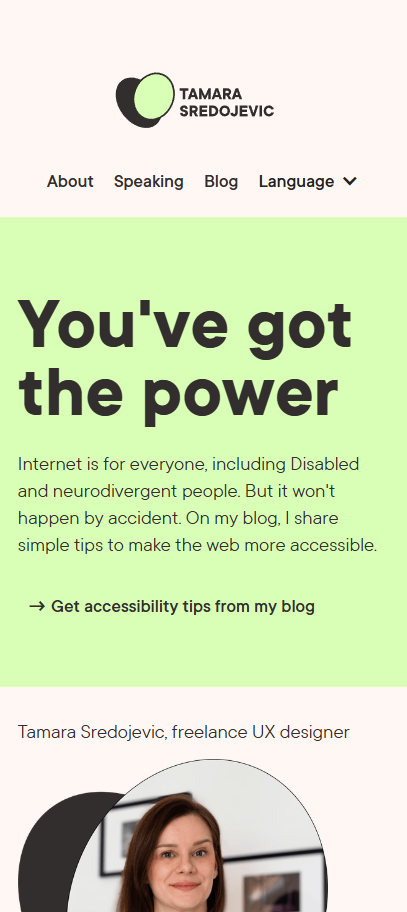 TAMARA
SREDOJEVIC
About Speaking Blog Language
You've got
the power
Internet is for everyone, including Disabled
and neurodivergent people. But it won't
happen by accident. On my blog, I share
simple tips to make the web more accessible.
→ Get accessibility tips from my blog
Tamara Sredojevic, freelance UX designer